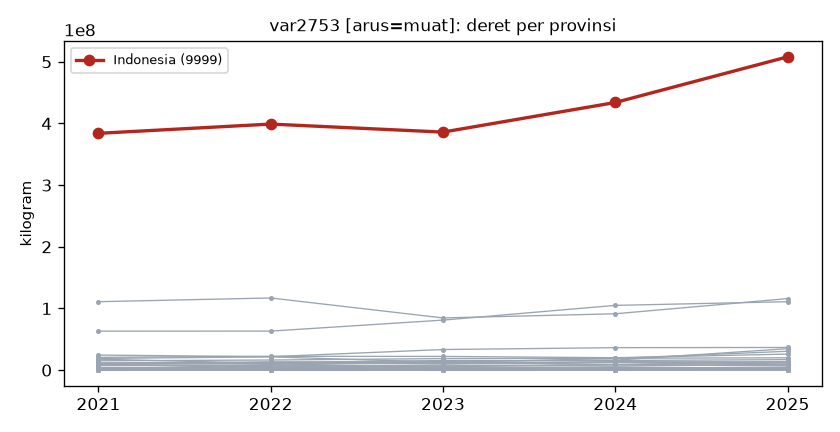 var2753 [arus=muat]: deret per provinsi
1e8
Indonesia (9999)
kilogram
5
4
3
2
1
0
2021 2022 2023 2024 2025